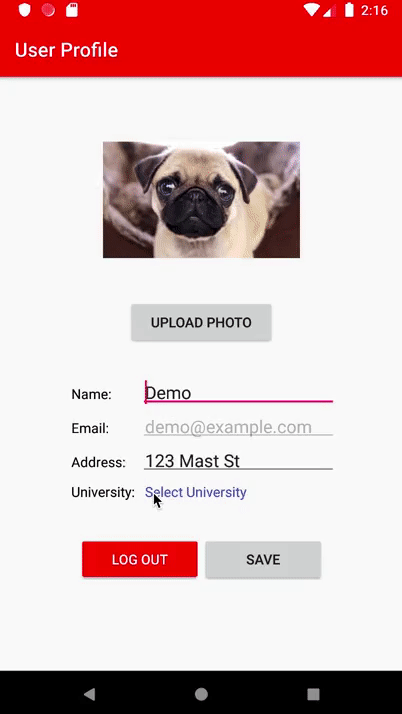 2:16
User Profile
UPLOAD PHOTO
Name: Demo
Email: demo@example.com
Address: 123 Mast St
University: Select University
LOG OUT SAVE